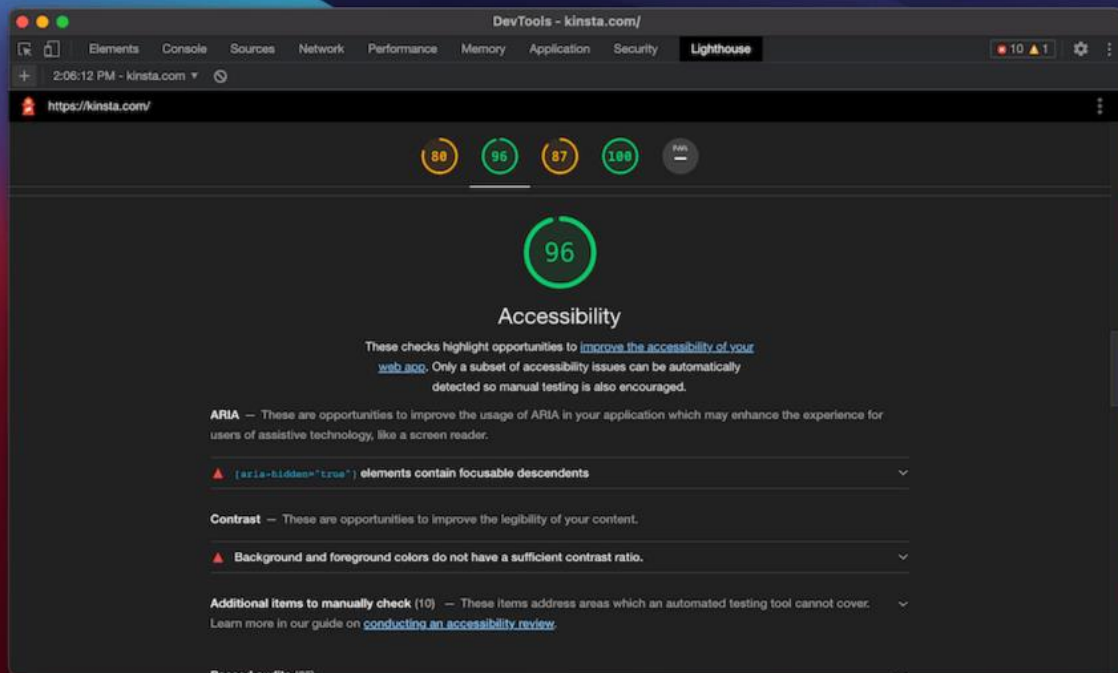 DevTools - kinsta.com/
Elements Console Sources Network Performance Memory Application Security Lighthouse 10 1
2:06:12 PM - kinsta.com
https://kinsta.com/
80 96 87 100 PWA
96
Accessibility
These checks highlight opportunities to improve the accessibility of your
web app. Only a subset of accessibility issues can be automatically
detected so manual testing is also encouraged.
ARIA — These are opportunities to improve the usage of ARIA in your application which may enhance the experience for
users of assistive technology, like a screen reader.
[aria-hidden="true"] elements contain focusable descendents
Contrast — These are opportunities to improve the legibility of your content.
Background and foreground colors do not have a sufficient contrast ratio.
Additional items to manually check (10) — These items address areas which an automated testing tool cannot cover.
Learn more in our guide on conducting an accessibility review.